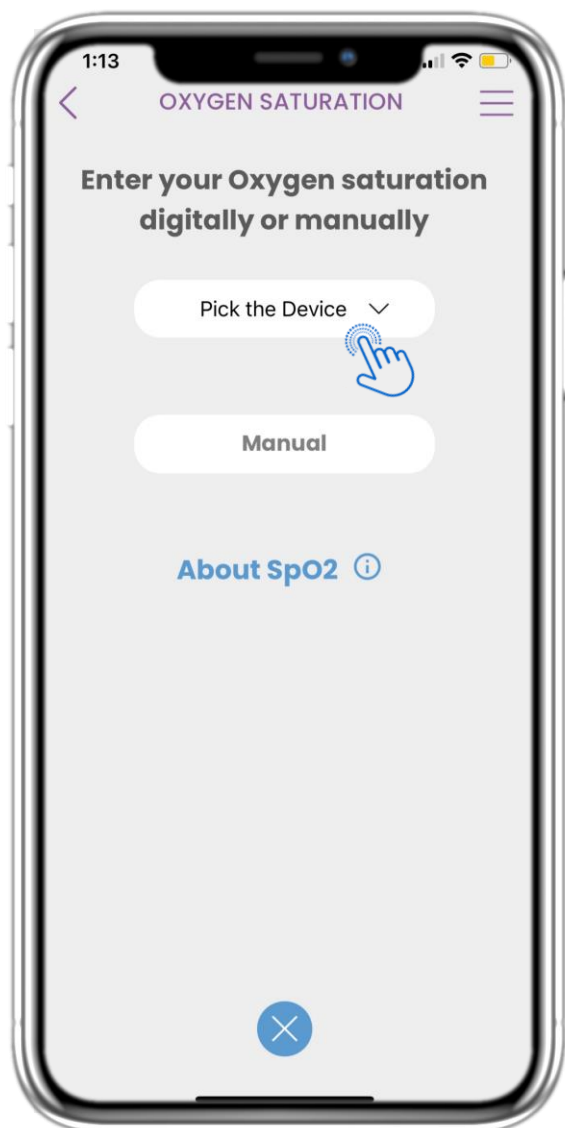 1:13
OXYGEN SATURATION
Enter your Oxygen saturation
digitally or manually
Pick the Device
Manual
About SpO2